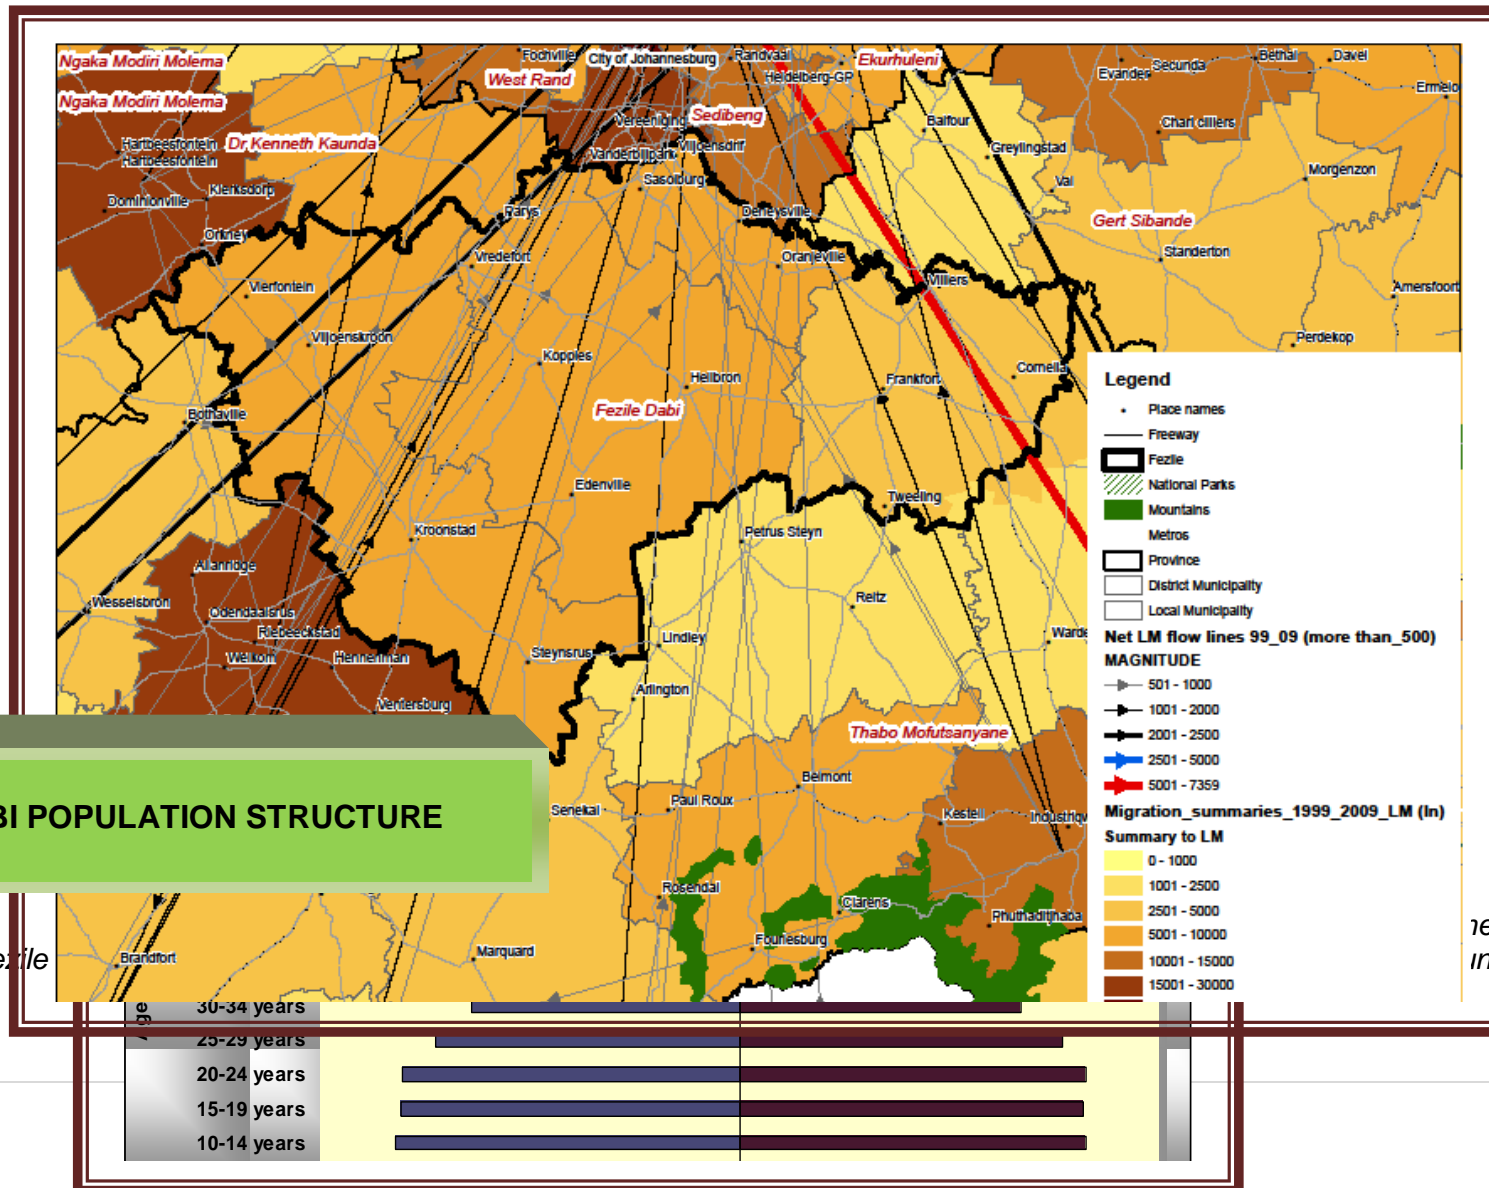 Ngaka Modiri Molema
Fochville
City of Johannesburg
Randvaal
Ekurhuleni
West Rand
Heidelberg-GP
Evander
Secunda
Bethal
Davel
Ermelo
Ngaka Modiri Molema
Hartbeesfontein
Hartbeesfontein
Dr Kenneth Kaunda
Vereeniging
Sedibeng
Viljoensdrif
Vanderbijlpark
Balfour
Greylingstad
Charl cilliers
Morgenzon
Klerksdorp
Dominionville
Sasolburg
Val
Orkney
Parys
Deneysville
Gert Sibande
Vredefort
Oranjeville
Standerton
Vierfontein
Villiers
Amersfoort
Viljoenskroon
Koppies
Perdekop
Heilbron
Frankfort
Cornelia
Bothaville
Fezile Dabi
Edenville
Tweeling
Kroonstad
Petrus Steyn
Allanridge
Wesselsbron
Odendaalsrus
Riebeeckstad
Reitz
Welkom
Hennenman
Steynsrus
Lindley
Warde
Arlington
Ventersburg
Thabo Mofutsanyane
Belmont
Senekal
Paul Roux
Kestell
Industriqw
Rosendal
Clarens
Phuthaditjhaba
Fouriesburg
Marquard
Brandfort
Legend
Place names
Freeway
Fezile
National Parks
Mountains
Metros
Province
District Municipality
Local Municipality
Net LM flow lines 99_09 (more than_500)
MAGNITUDE
501 - 1000
1001 - 2000
2001 - 2500
2501 - 5000
5001 - 7359
Migration_summaries_1999_2009_LM (In)
Summary to LM
0 - 1000
1001 - 2500
2501 - 5000
5001 - 10000
10001 - 15000
15001 - 30000
BI POPULATION STRUCTURE
ezile
30-34 years
25-29 years
20-24 years
15-19 years
10-14 years